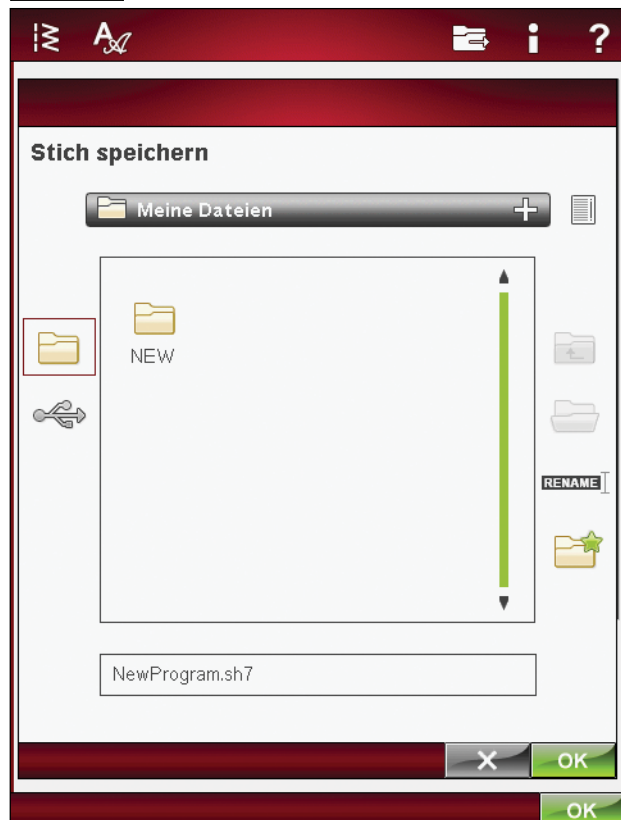 ?
Stich speichern
Meine Dateien
NEW
RENAME
NewProgram.sh7
OK
OK